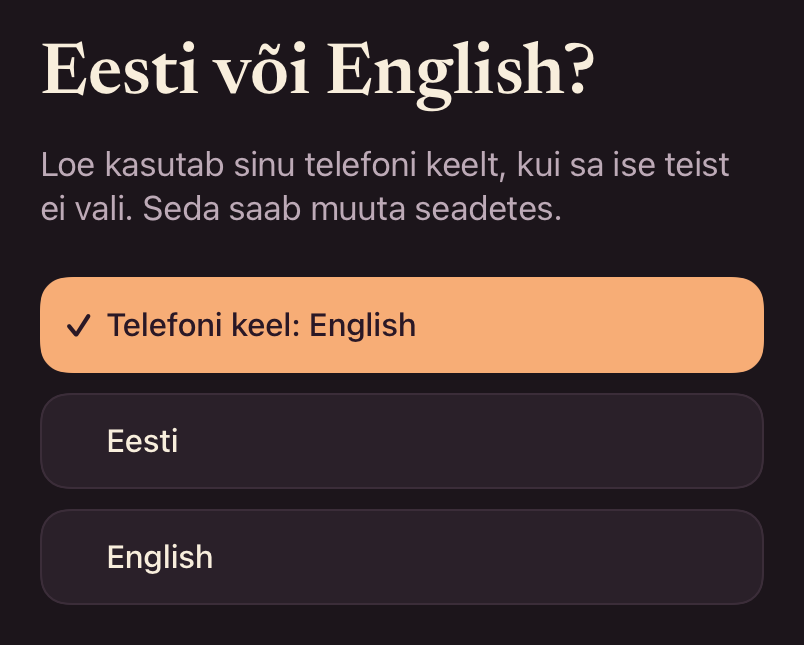 Eesti või English?
Loe kasutab sinu telefoni keelt, kui sa ise teist
ei vali. Seda saab muuta seadetes.
✓ Telefoni keel: English
Eesti
English